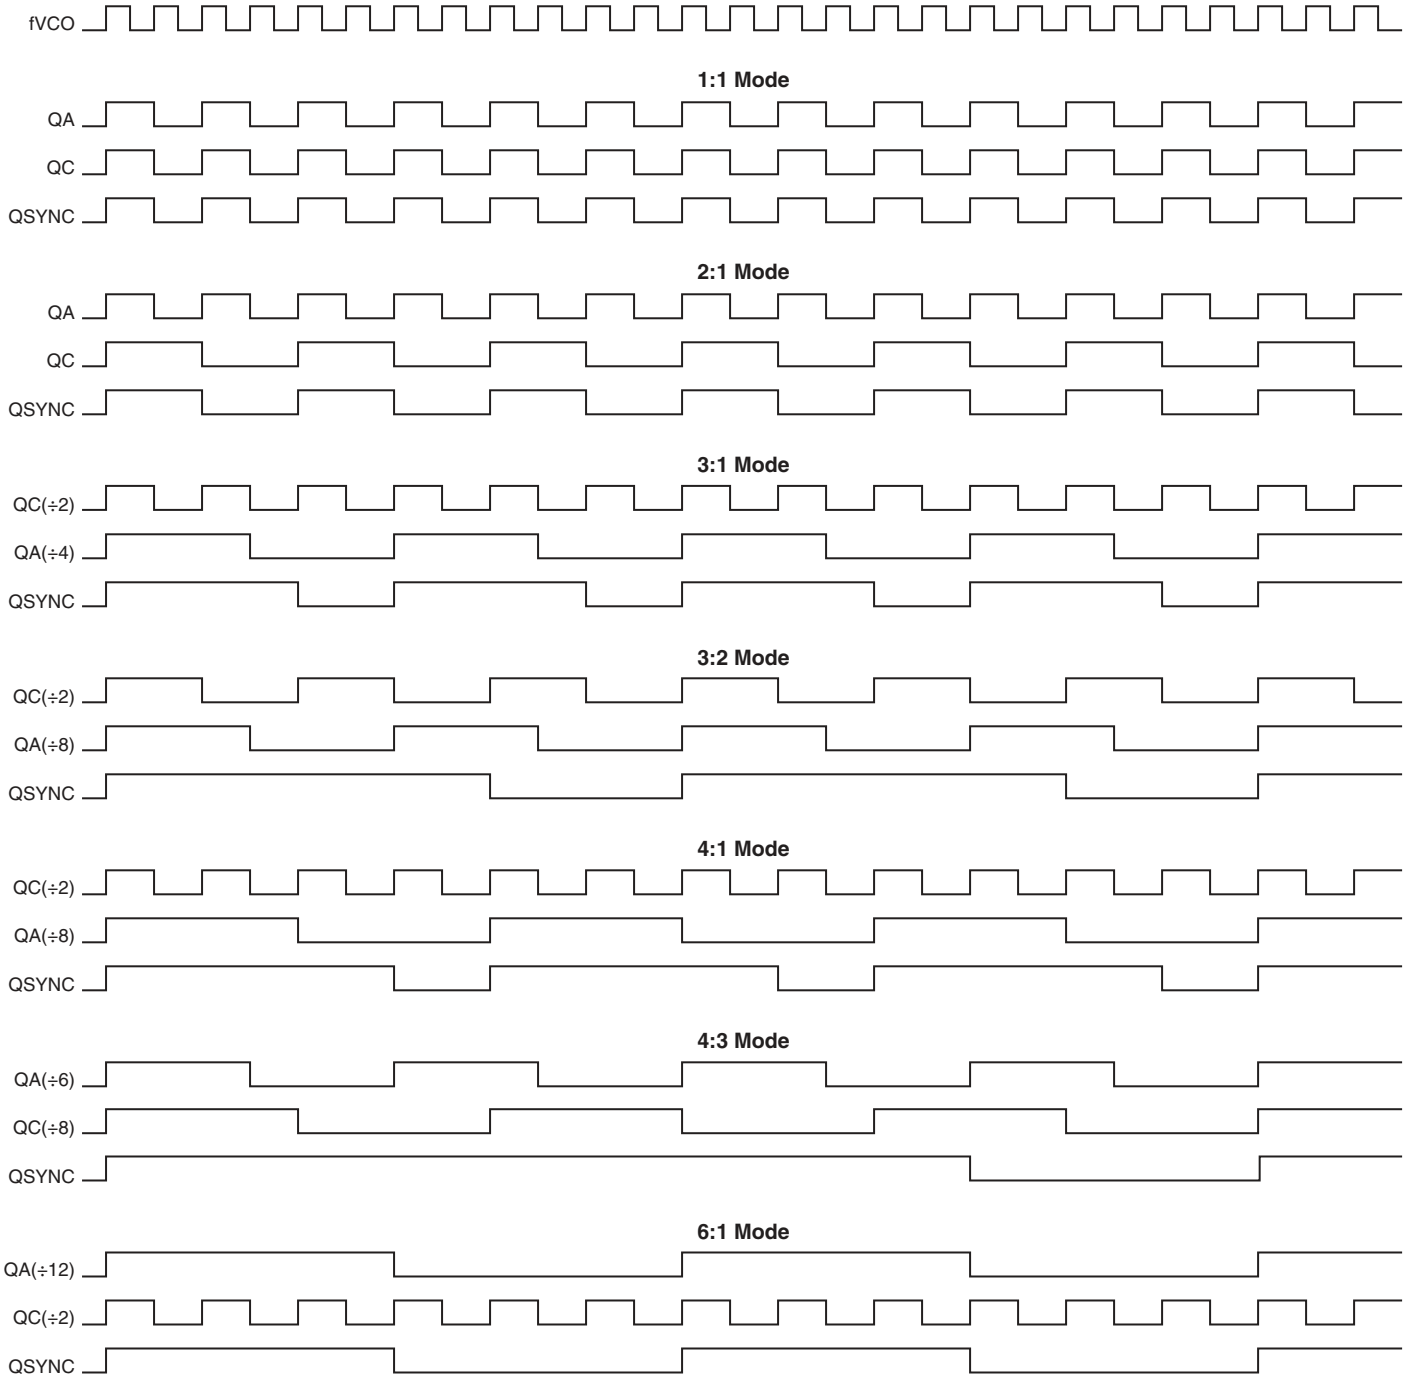 fVCO
1:1 Mode
QA
QC
QSYNC
2:1 Mode
QA
QC
QSYNC
3:1 Mode
QC(÷2)
QA(÷4)
QSYNC
3:2 Mode
QC(÷2)
QA(÷8)
QSYNC
4:1 Mode
QC(÷2)
QA(÷8)
QSYNC
4:3 Mode
QA(÷6)
QC(÷8)
QSYNC
6:1 Mode
QA(÷12)
QC(÷2)
QSYNC